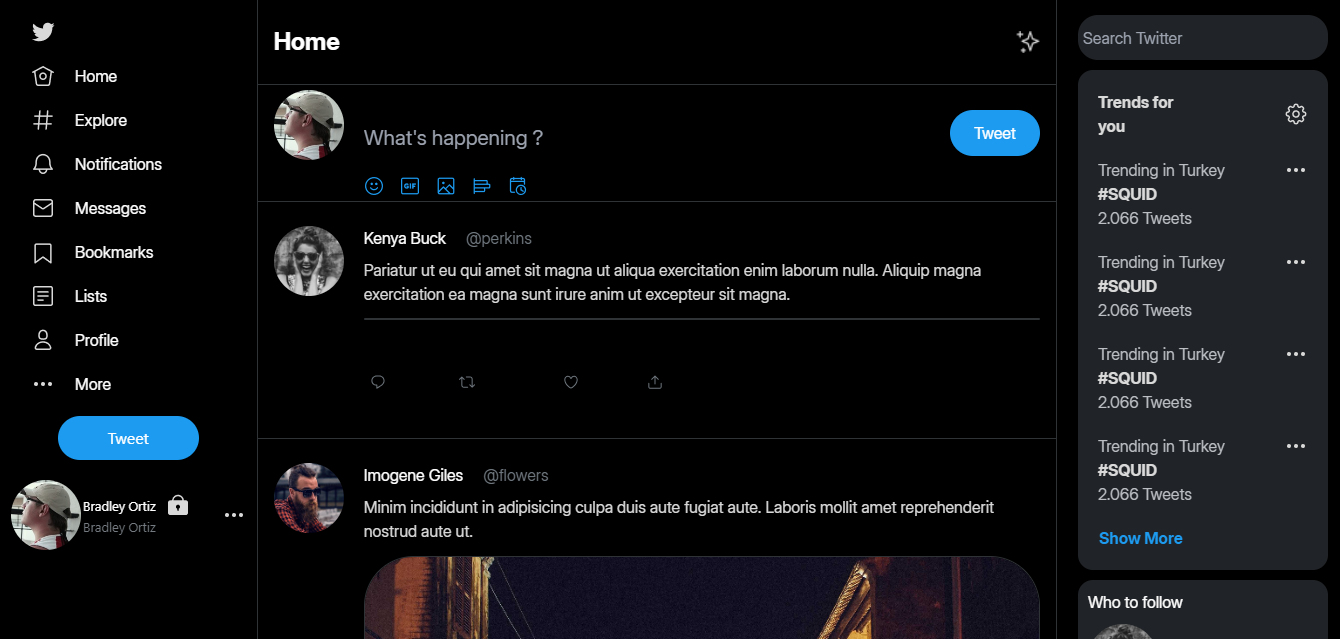 Home
Explore
Notifications
Messages
Bookmarks
Lists
Profile
More
Tweet
Bradley Ortiz
Bradley Ortiz
Home
What's happening ?
Tweet
GIF
Kenya Buck @perkins
Pariatur ut eu qui amet sit magna ut aliqua exercitation enim laborum nulla. Aliquip magna
exercitation ea magna sunt irure anim ut excepteur sit magna.
Imogene Giles @flowers
Minim incididunt in adipisicing culpa duis aute fugiat aute. Laboris mollit amet reprehenderit
nostrud aute ut.
Search Twitter
Trends for
you
Trending in Turkey
#SQUID
2.066 Tweets
Trending in Turkey
#SQUID
2.066 Tweets
Trending in Turkey
#SQUID
2.066 Tweets
Trending in Turkey
#SQUID
2.066 Tweets
Show More
Who to follow